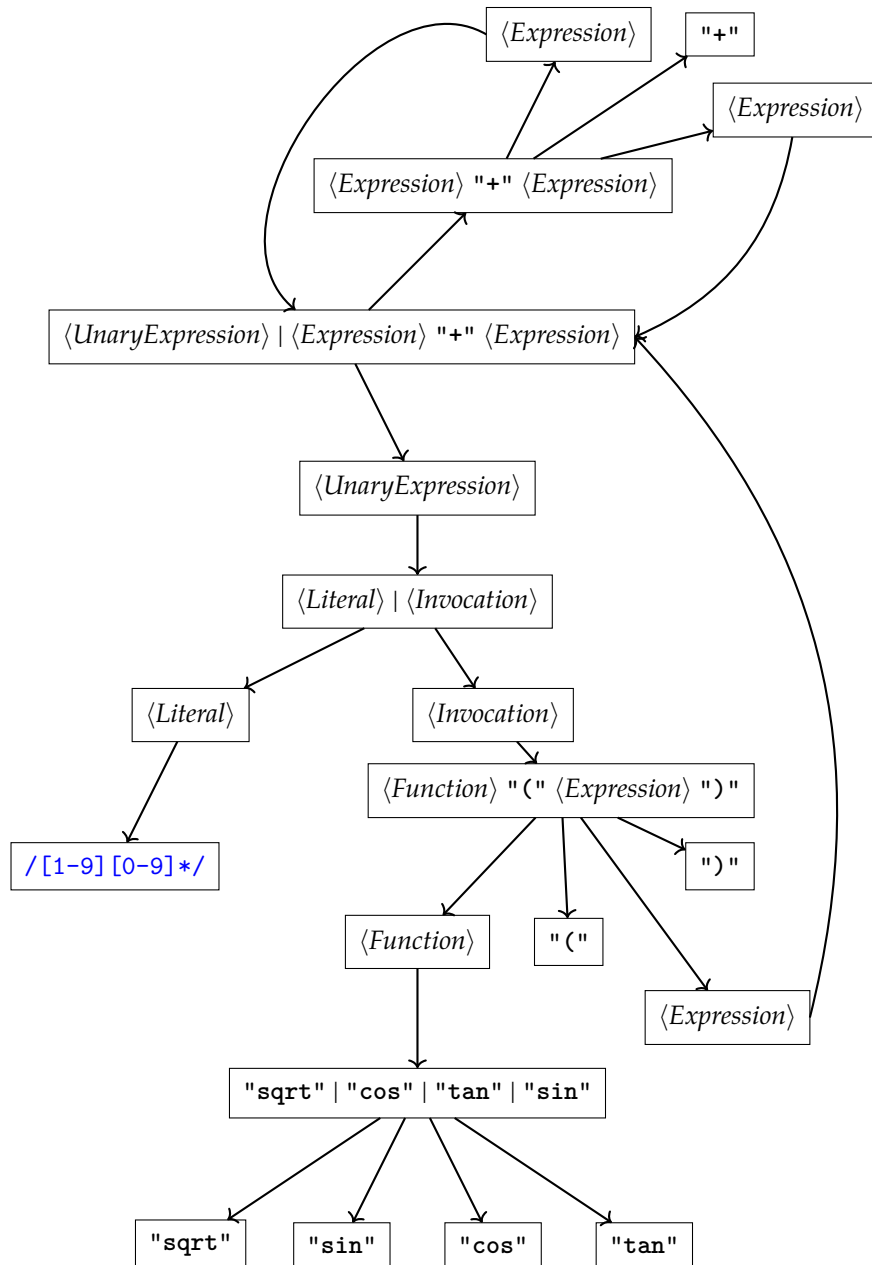 ⟨Expression⟩
"+"
⟨Expression⟩
⟨Expression⟩ "+" ⟨Expression⟩
⟨UnaryExpression⟩ | ⟨Expression⟩ "+" ⟨Expression⟩
⟨UnaryExpression⟩
⟨Literal⟩ | ⟨Invocation⟩
⟨Literal⟩
⟨Invocation⟩
⟨Function⟩ "(" ⟨Expression⟩ ")"
/[1-9][0-9]*/
")"
⟨Function⟩
"("
⟨Expression⟩
"sqrt" | "cos" | "tan" | "sin"
"sqrt"
"sin"
"cos"
"tan"